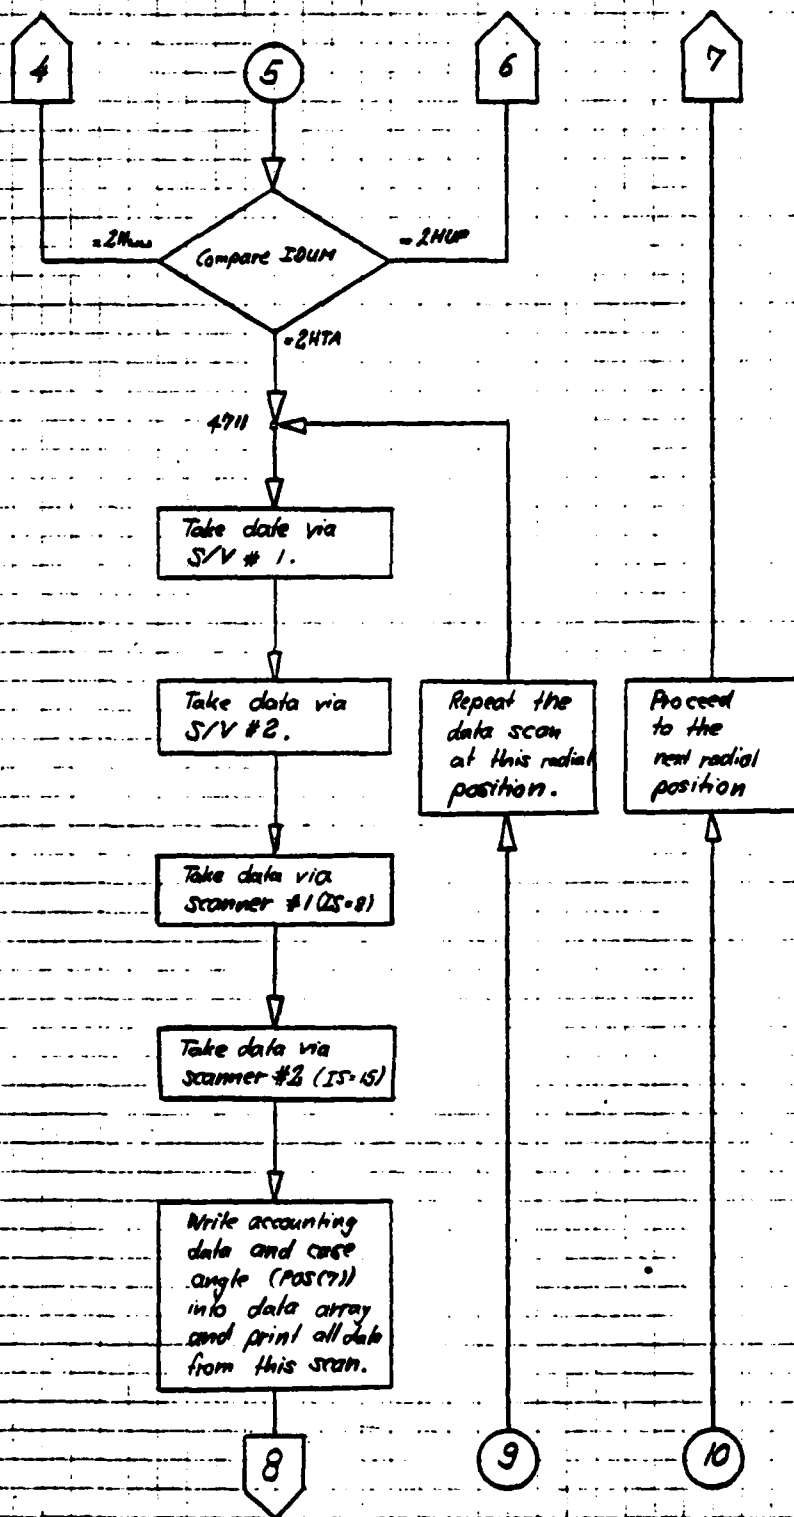 4
5
6
7
Compare IDUM
= 2HUP
= 2HTA
4711
Take date via
S/V # 1.
Take data via
S/V #2.
Repeat the
data scan
at this radial
position.
Proceed
to the
next radial
position
Take data via
scanner #1 (IS=8)
Take data via
scanner #2 (IS=15)
Write accounting
data and case
angle (POS(7))
into data array
and print all data
from this scan.
8
9
10